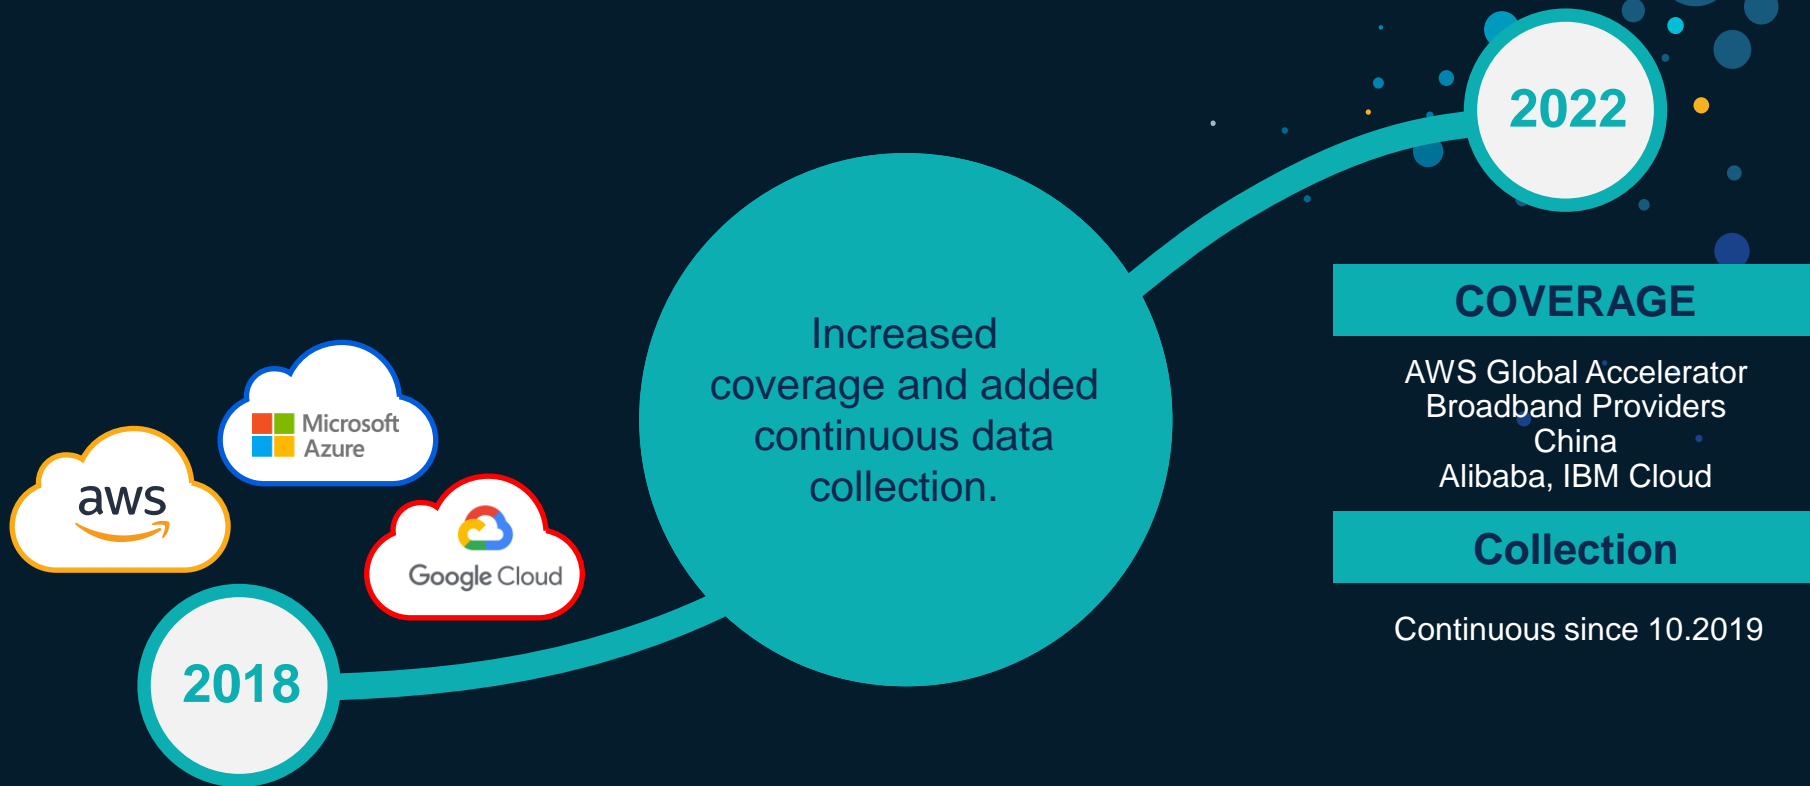 2022
COVERAGE
AWS Global Accelerator
Broadband Providers
China
Alibaba, IBM Cloud
Collection
Continuous since 10.2019
Increased
coverage and added
continuous data
collection.
Microsoft
Azure
aws
Google Cloud
2018